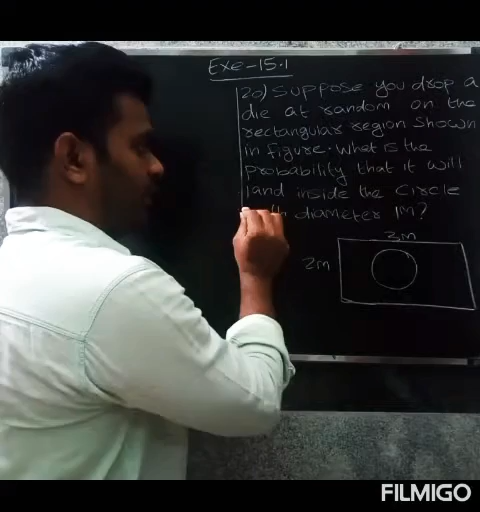 Exe-15.1
20) Suppose you drop a
die at random on the
rectangular region Shown
in figure. What is the
probability that it will
land inside the Circle
diameter 1m?
3m
2m
FILMIGO